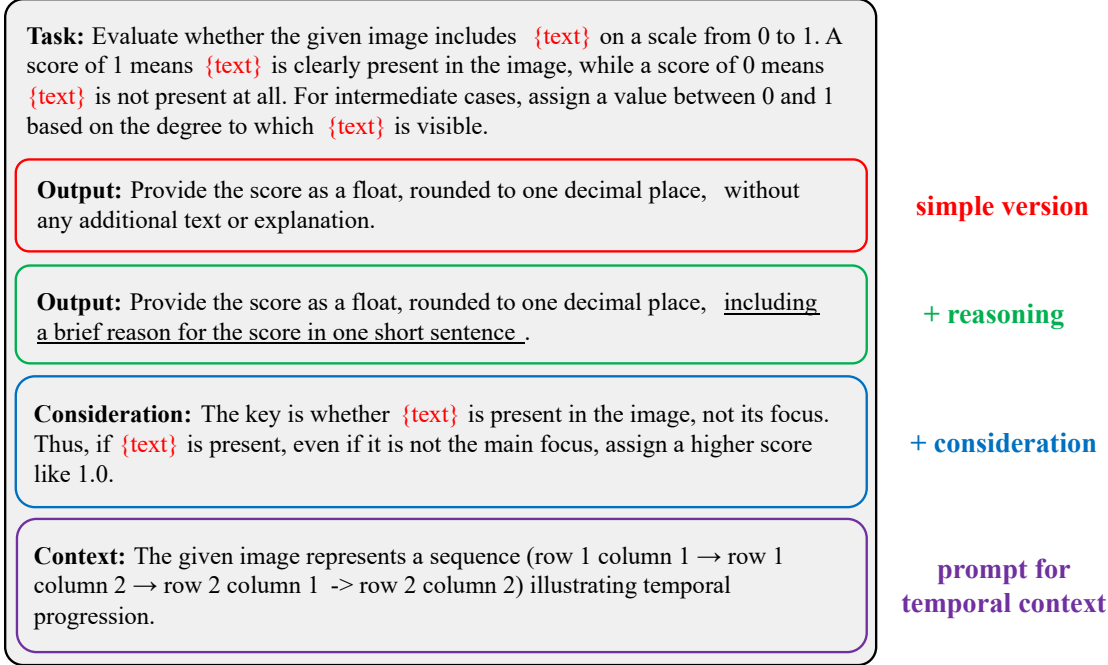 Task: Evaluate whether the given image includes {text} on a scale from 0 to 1. A
score of 1 means {text} is clearly present in the image, while a score of 0 means
{text} is not present at all. For intermediate cases, assign a value between 0 and 1
based on the degree to which {text} is visible.
Output: Provide the score as a float, rounded to one decimal place, without
any additional text or explanation.
simple version
Output: Provide the score as a float, rounded to one decimal place, including
a brief reason for the score in one short sentence .
+ reasoning
Consideration: The key is whether {text} is present in the image, not its focus.
Thus, if {text} is present, even if it is not the main focus, assign a higher score
like 1.0.
+ consideration
Context: The given image represents a sequence (row 1 column 1 → row 1
column 2 → row 2 column 1 -> row 2 column 2) illustrating temporal
progression.
prompt for
temporal context